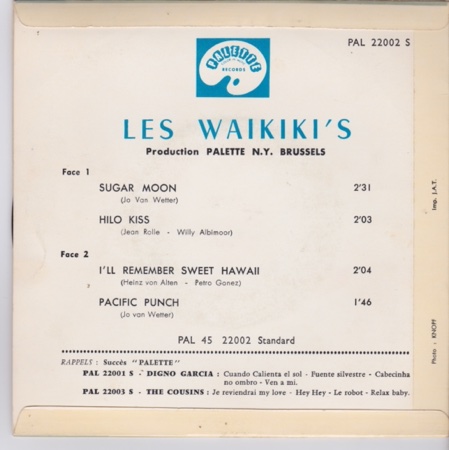 PAL 22002 S
PALETTE
RECORDS
LES WAIKIKI'S
Production PALETTE N.Y. BRUSSELS
Face 1
SUGAR MOON 2'31
(Jo Van Wetter)
HILO KISS 2'03
(Jean Rolle - Willy Albimoor)
Face 2
I'LL REMEMBER SWEET HAWAII 2'04
(Heinz von Alten - Petro Gonez)
PACIFIC PUNCH 1'46
(Jo van Wetter)
PAL 45 22002 Standard
RAPPELS : Succès "PALETTE"
PAL 22001 S - DIGNO GARCIA : Cuando Calienta el sol - Fuente silvestre - Cabecinha
no ombro - Ven a mi.
PAL 22003 S - THE COUSINS : Je reviendrai my love - Hey Hey - Le robot - Relax baby.
Imp. J.A.T.
Photo : KNOFF